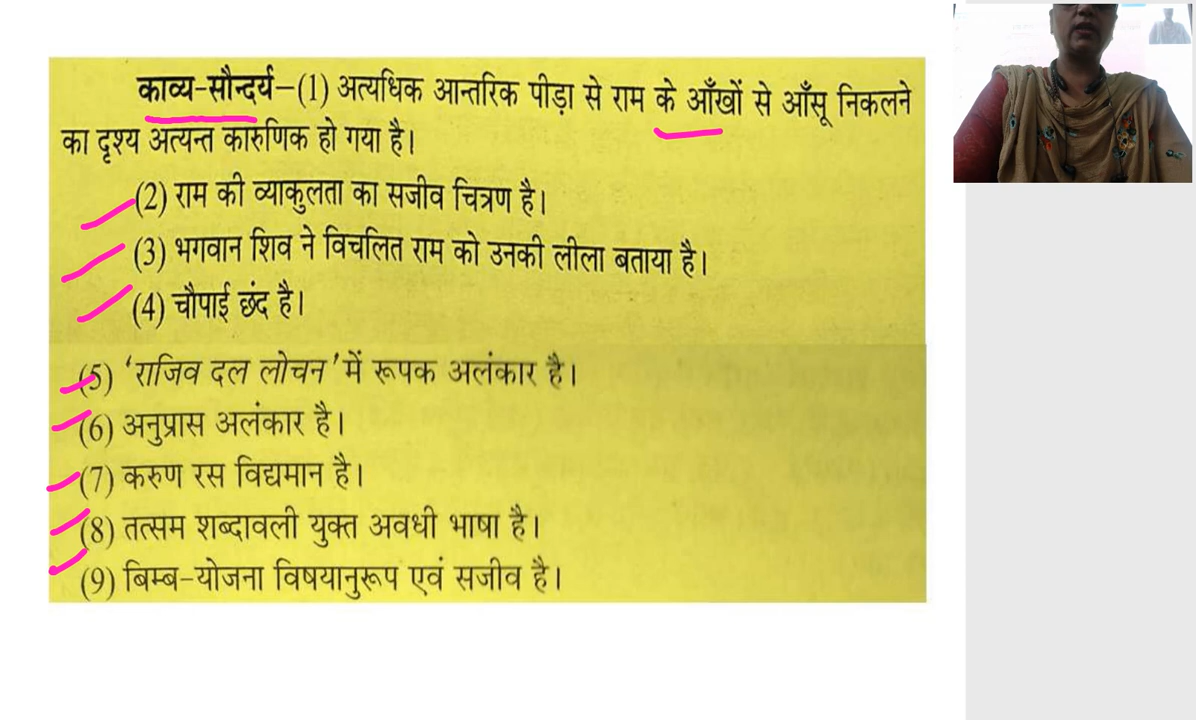 काव्य-सौन्दर्य–(1) अत्यधिक आन्तरिक पीड़ा से राम के आँखों से आँसू निकलने
का दृश्य अत्यन्त कारुणिक हो गया है।
(2) राम की व्याकुलता का सजीव चित्रण है।
(3) भगवान शिव ने विचलित राम को उनकी लीला बताया है।
(4) चौपाई छंद है।
(5) 'राजिव दल लोचन' में रूपक अलंकार है।
(6) अनुप्रास अलंकार है।
(7) करुण रस विद्यमान है।
(8) तत्सम शब्दावली युक्त अवधी भाषा है।
(9) बिम्ब-योजना विषयानुरूप एवं सजीव है।